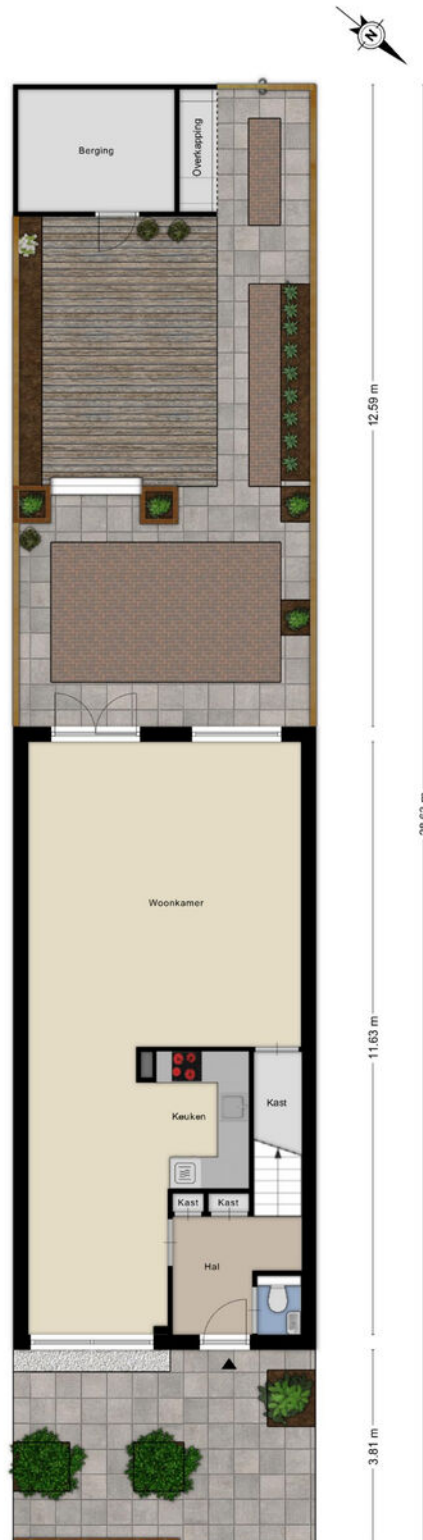 N
Berging
Overkapping
12.59 m
Woonkamer
11.63 m
Kast
Keuken
Kast
Kast
Hal
3.81 m